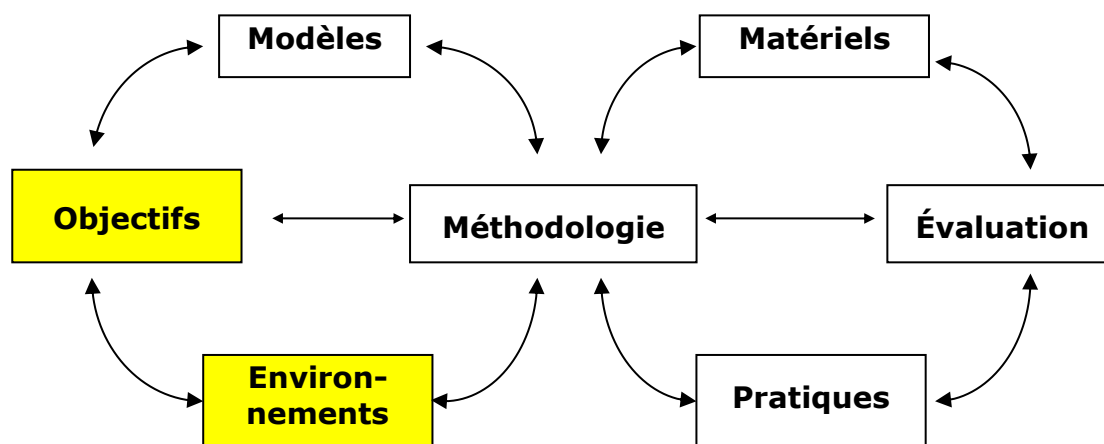 Modèles
Matériels
Objectifs
Méthodologie
Évaluation
Environ-
nements
Pratiques